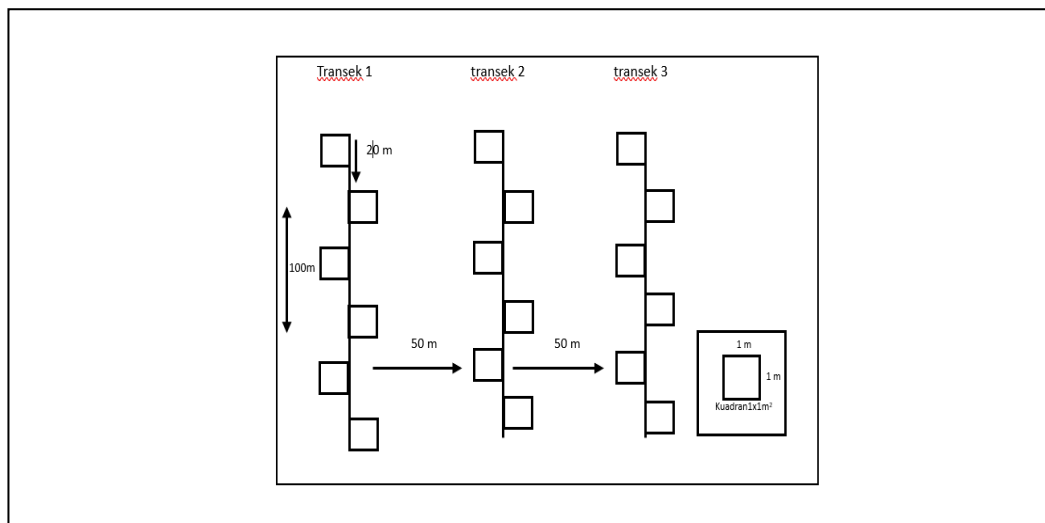 Transek 1
transek 2
transek 3
20 m
100m
50 m
50 m
1 m
1 m
Kuadran1x1m²